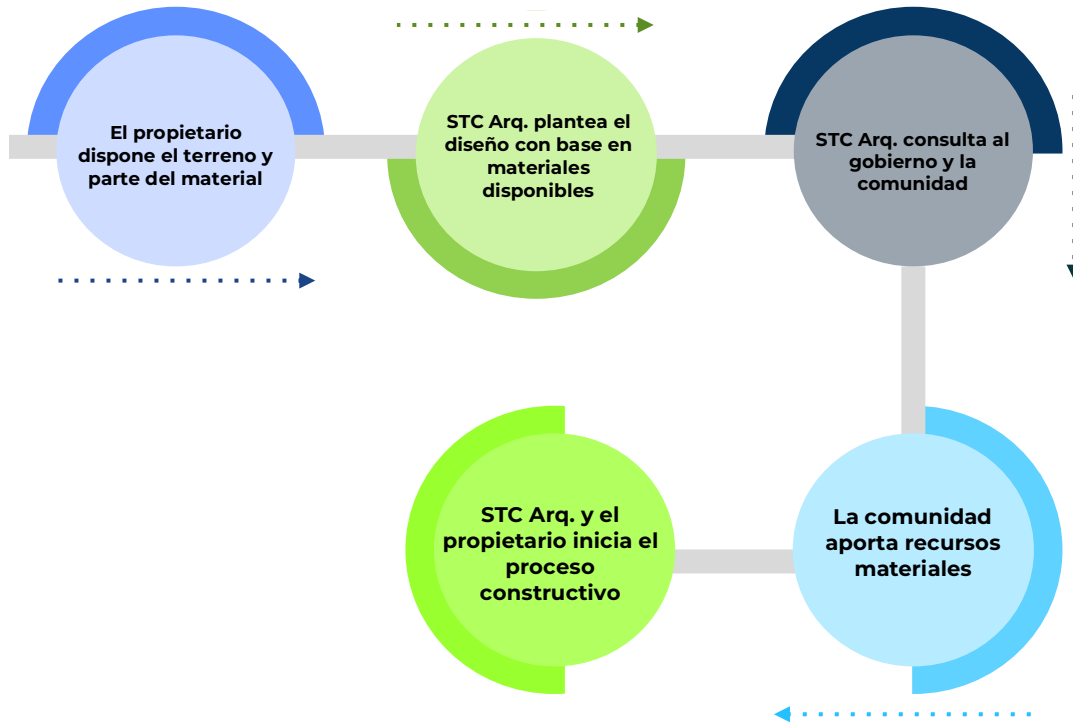 El propietario
dispone el terreno y
parte del material
STC Arq. plantea el
diseño con base en
materiales
disponibles
STC Arq. consulta al
gobierno y la
comunidad
La comunidad
aporta recursos
materiales
STC Arq. y el
propietario inicia el
proceso
constructivo